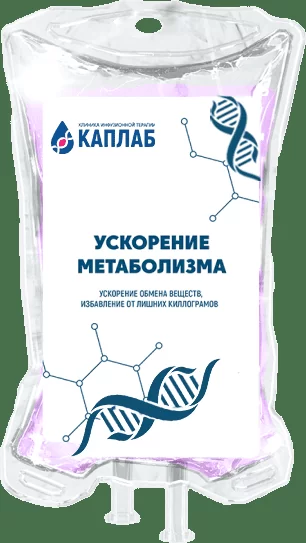 КЛИНИКА ИНФУЗИОННОЙ ТЕРАПИИ
КАПЛАБ
УСКОРЕНИЕ
МЕТАБОЛИЗМА
УСКОРЕНИЕ ОБМЕНА ВЕЩЕСТВ,
ИЗБАВЛЕНИЕ ОТ ЛИШНИХ КИЛЛОГРАМОВ